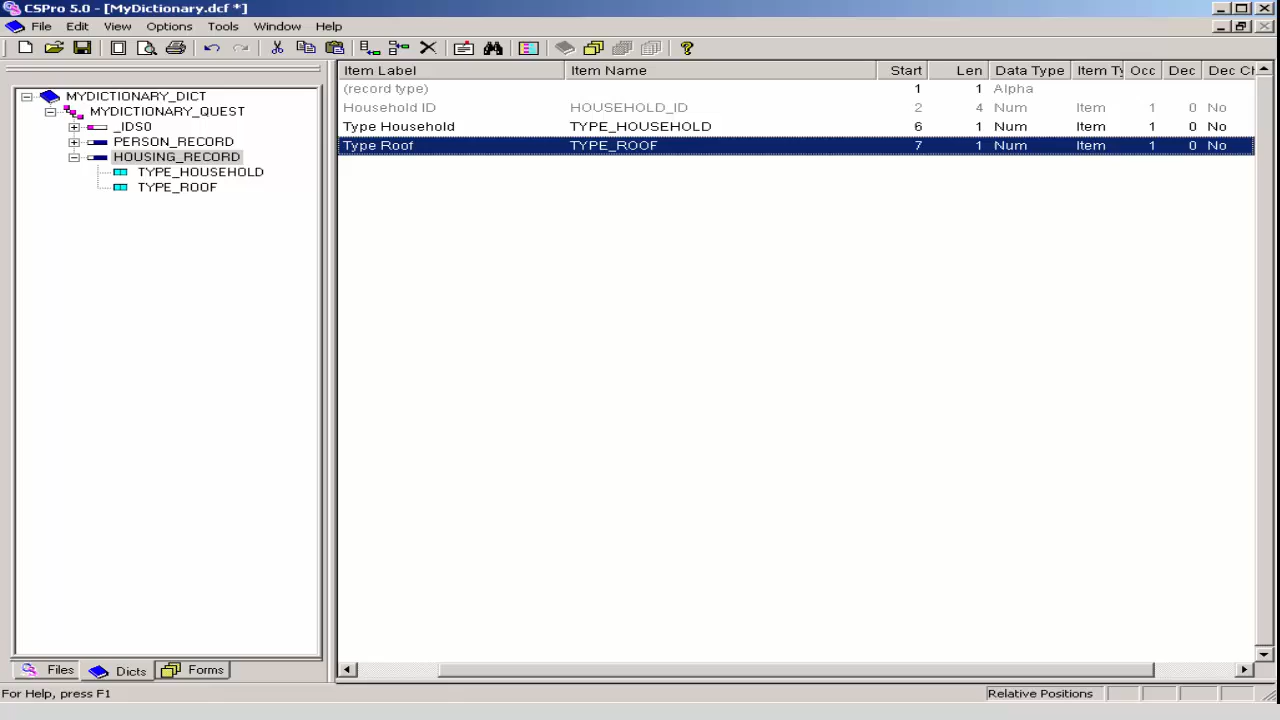 CSPro 5.0 - [MyDictionary.dcf *]
File Edit View Options Tools Window Help
MYDICTIONARY_DICT
MYDICTIONARY_QUEST
_IDS0
PERSON_RECORD
HOUSING_RECORD
TYPE_HOUSEHOLD
TYPE_ROOF
Item Label Item Name Start Len Data Type Item Ty Occ Dec Dec Ch
(record type) 1 1 Alpha
Household ID HOUSEHOLD_ID 2 4 Num Item 1 0 No
Type Household TYPE_HOUSEHOLD 6 1 Num Item 1 0 No
Type Roof TYPE_ROOF 7 1 Num Item 1 0 No
Files Dicts Forms
For Help, press F1 Relative Positions